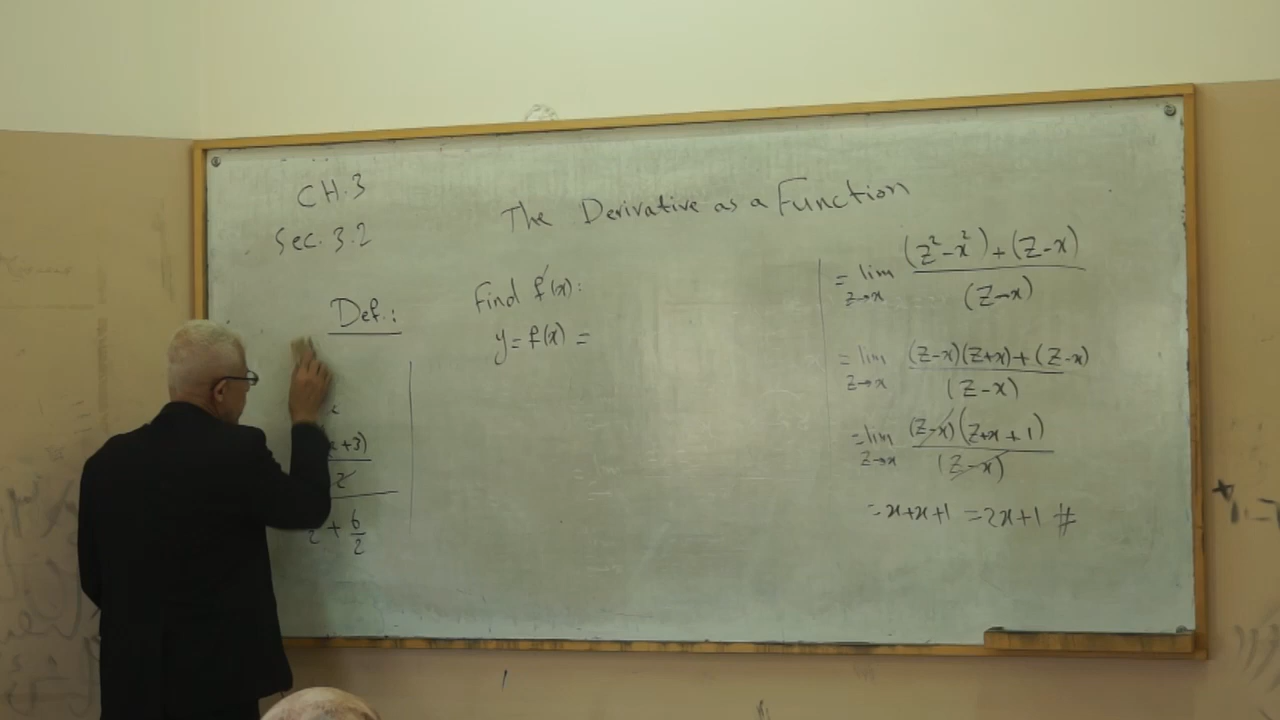 CH.3
Sec. 3.2
The Derivative as a Function
Def.:
x+3)
2
2 + 6/2
Find f'(x):
y = f(x) =
= lim z→x (z²-x²)+(z-x) / (z-x)
= lim z→x (z-x)(z+x)+(z-x) / (z-x)
= lim z→x (z-x)(z+x+1) / (z-x)
= x+x+1 = 2x+1 #